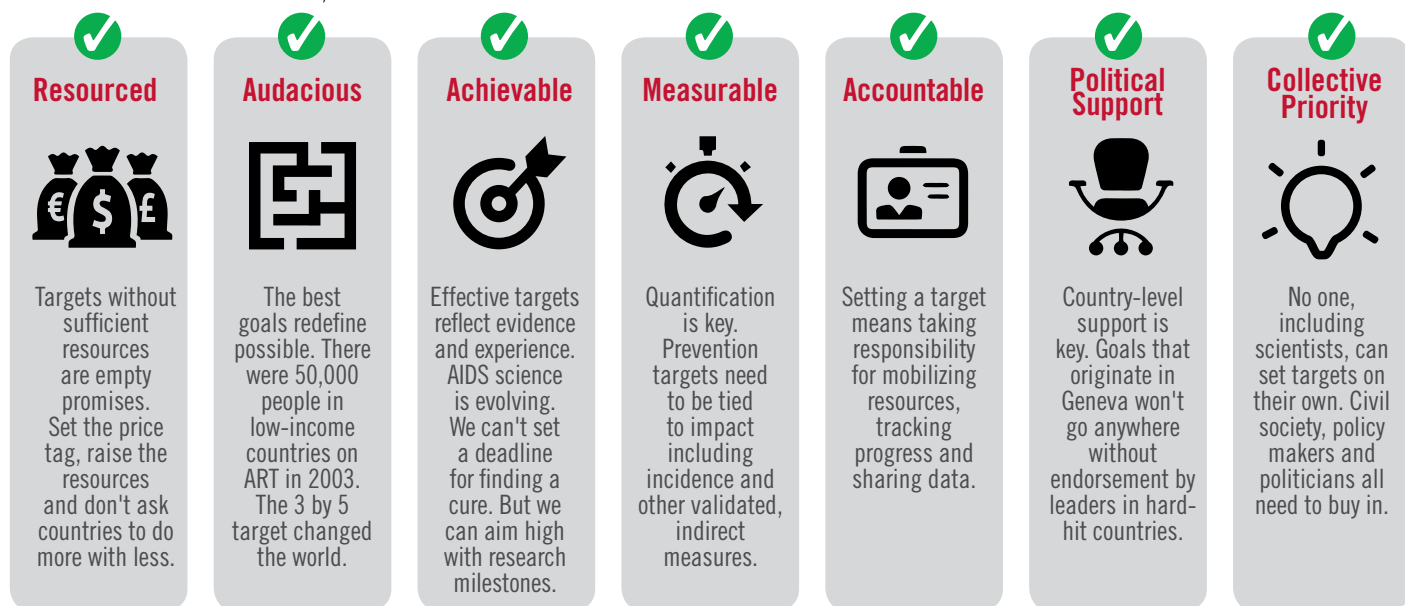 Resourced
€ $ £
Targets without
sufficient
resources
are empty
promises.
Set the price
tag, raise the
resources
and don't ask
countries to do
more with less.
Audacious
The best
goals redefine
possible. There
were 50,000
people in
low-income
countries on
ART in 2003.
The 3 by 5
target changed
the world.
Achievable
Effective targets
reflect evidence
and experience.
AIDS science
is evolving.
We can't set
a deadline
for finding a
cure. But we
can aim high
with research
milestones.
Measurable
Quantification
is key.
Prevention
targets need
to be tied
to impact
including
incidence and
other validated,
indirect
measures.
Accountable
Setting a target
means taking
responsibility
for mobilizing
resources,
tracking
progress and
sharing data.
Political
Support
Country-level
support is
key. Goals that
originate in
Geneva won't
go anywhere
without
endorsement by
leaders in hard-
hit countries.
Collective
Priority
No one,
including
scientists, can
set targets on
their own. Civil
society, policy
makers and
politicians all
need to buy in.